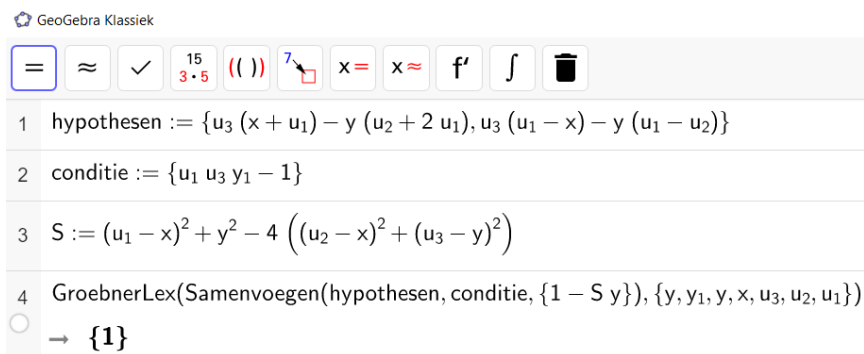 GeoGebra Klassiek
= ≈ ✓ 15 3•5 (( )) 7 x= x≈ f′ ∫
1 hypothesen := {u₃ (x + u₁) − y (u₂ + 2 u₁), u₃ (u₁ − x) − y (u₁ − u₂)}
2 conditie := {u₁ u₃ y₁ − 1}
3 S := (u₁ − x)² + y² − 4 ((u₂ − x)² + (u₃ − y)²)
4 GroebnerLex(Samenvoegen(hypothesen, conditie, {1 − S y}), {y, y₁, y, x, u₃, u₂, u₁})
→ {1}